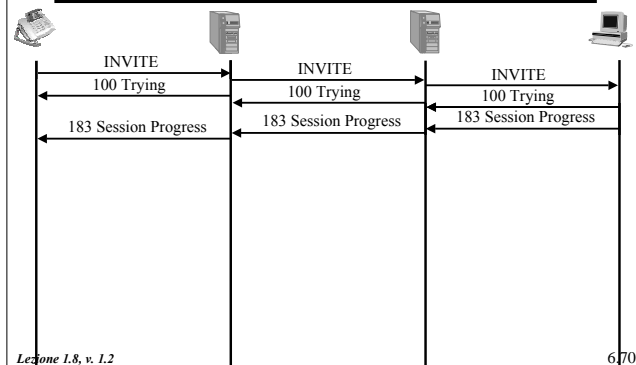 INVITE
INVITE
INVITE
100 Trying
100 Trying
100 Trying
183 Session Progress
183 Session Progress
183 Session Progress
Lezione 1.8, v. 1.2
6.70